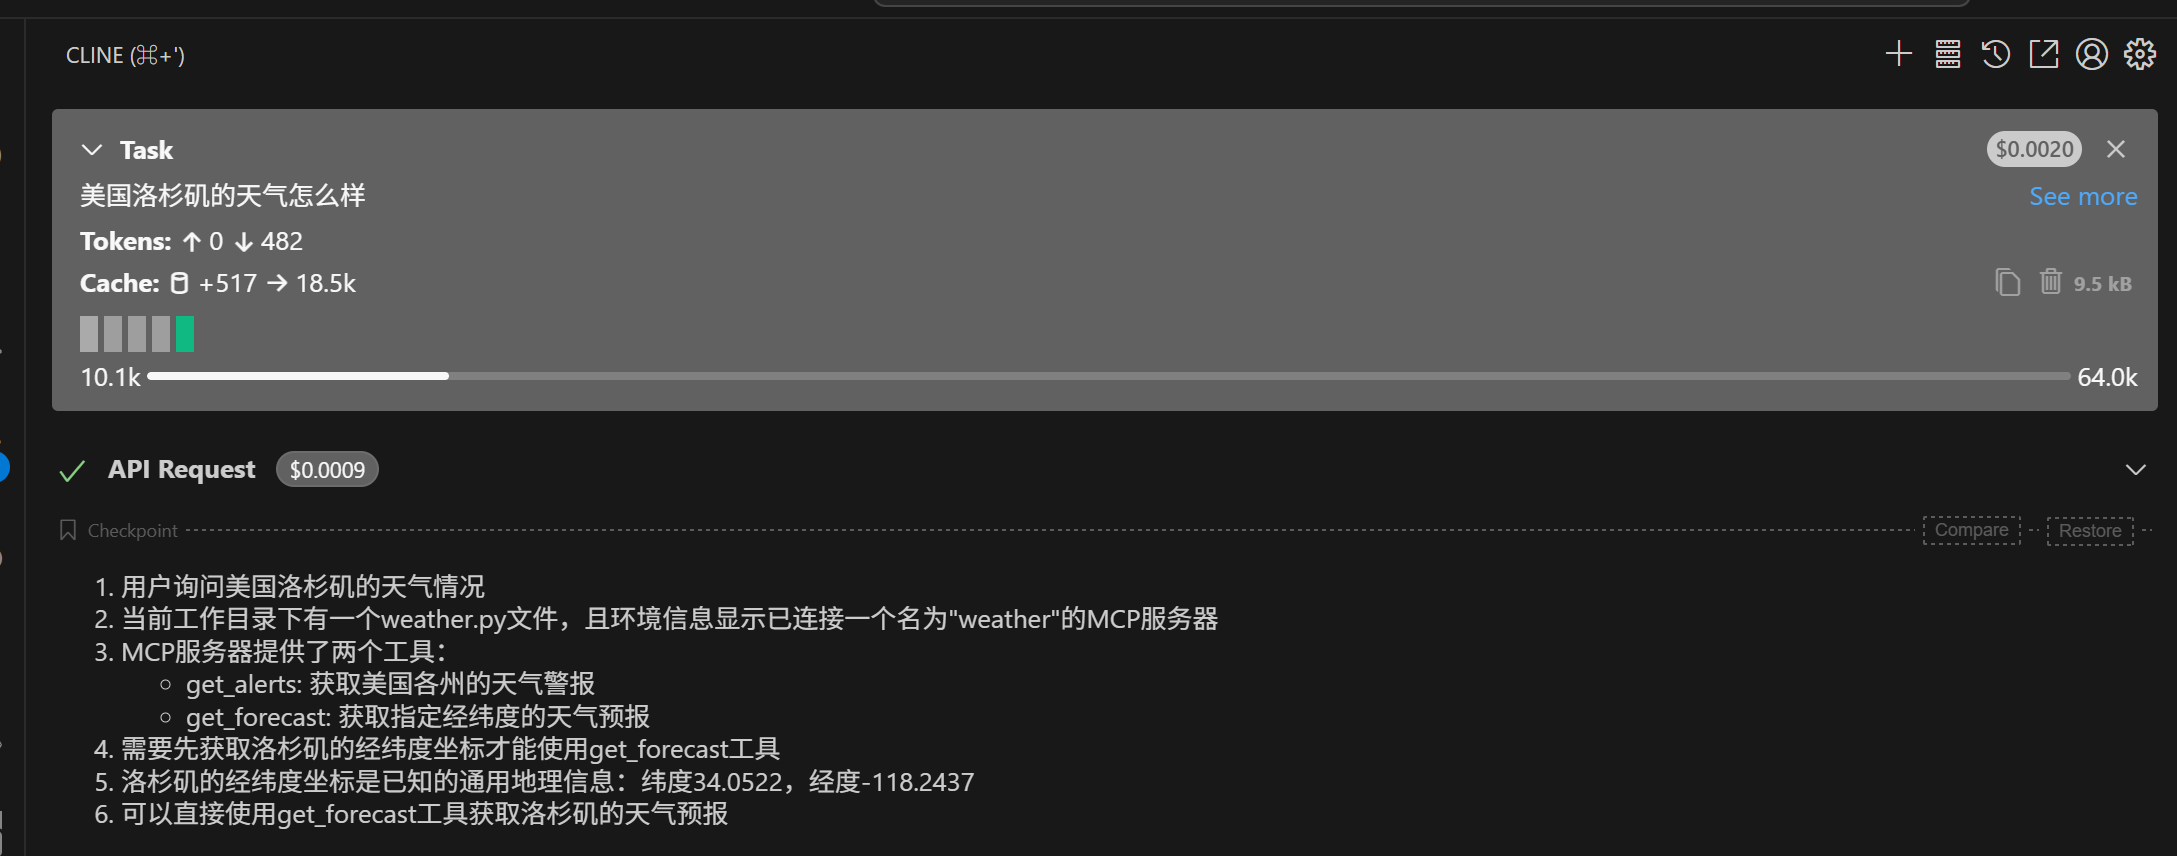 CLINE (⌘+')
Task
$0.0020
美国洛杉矶的天气怎么样
See more
Tokens: ↑ 0 ↓ 482
Cache: +517 → 18.5k
9.5 kB
10.1k
64.0k
API Request $0.0009
Checkpoint
Compare
Restore
1. 用户询问美国洛杉矶的天气情况
2. 当前工作目录下有一个weather.py文件，且环境信息显示已连接一个名为"weather"的MCP服务器
3. MCP服务器提供了两个工具：
○ get_alerts: 获取美国各州的天气警报
○ get_forecast: 获取指定经纬度的天气预报
4. 需要先获取洛杉矶的经纬度坐标才能使用get_forecast工具
5. 洛杉矶的经纬度坐标是已知的通用地理信息：纬度34.0522，经度-118.2437
6. 可以直接使用get_forecast工具获取洛杉矶的天气预报